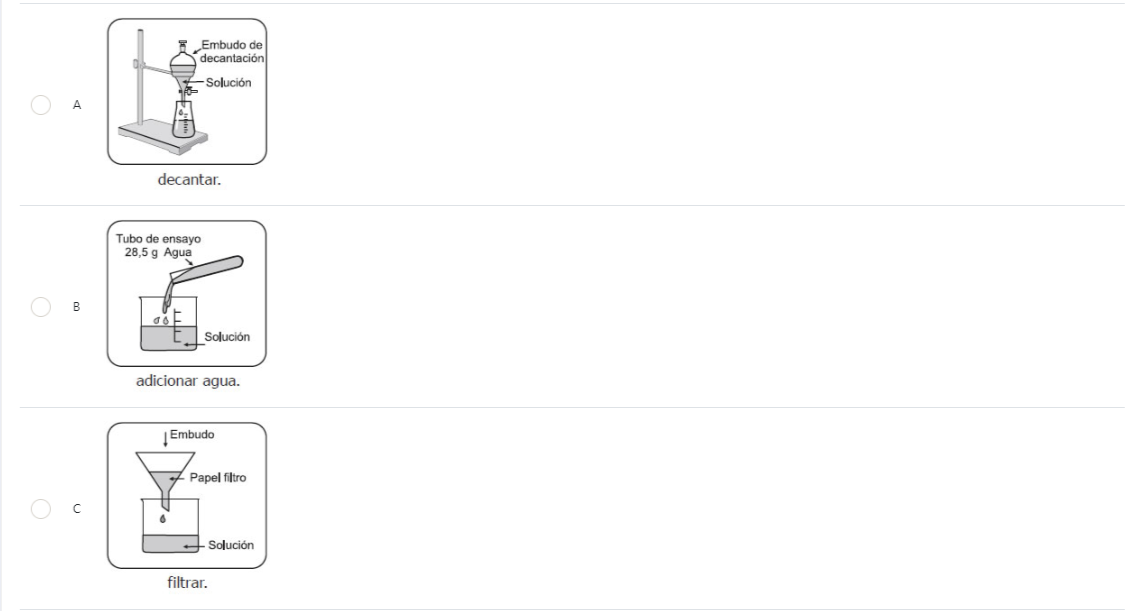 Embudo de
decantación
Solución
A
decantar.
Tubo de ensayo
28,5 g Agua
B
Solución
adicionar agua.
Embudo
Papel filtro
C
Solución
filtrar.